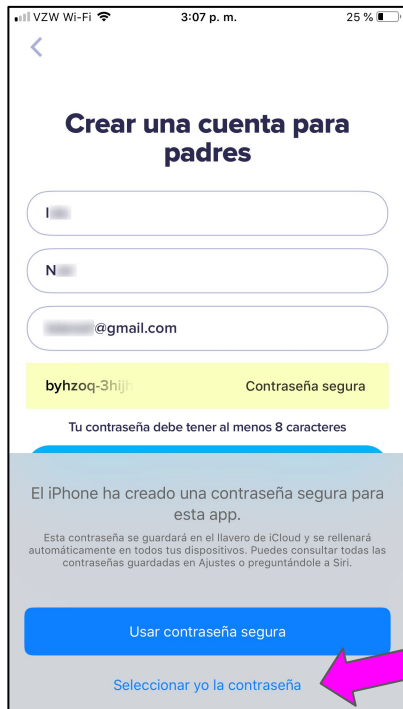 VZW Wi-Fi 3:07 p. m. 25 %
Crear una cuenta para
padres
I
N
@gmail.com
byhzoq-3hijh Contraseña segura
Tu contraseña debe tener al menos 8 caracteres
El iPhone ha creado una contraseña segura para
esta app.
Esta contraseña se guardará en el llavero de iCloud y se rellenará
automáticamente en todos tus dispositivos. Puedes consultar todas las
contraseñas guardadas en Ajustes o preguntándole a Siri.
Usar contraseña segura
Seleccionar yo la contraseña